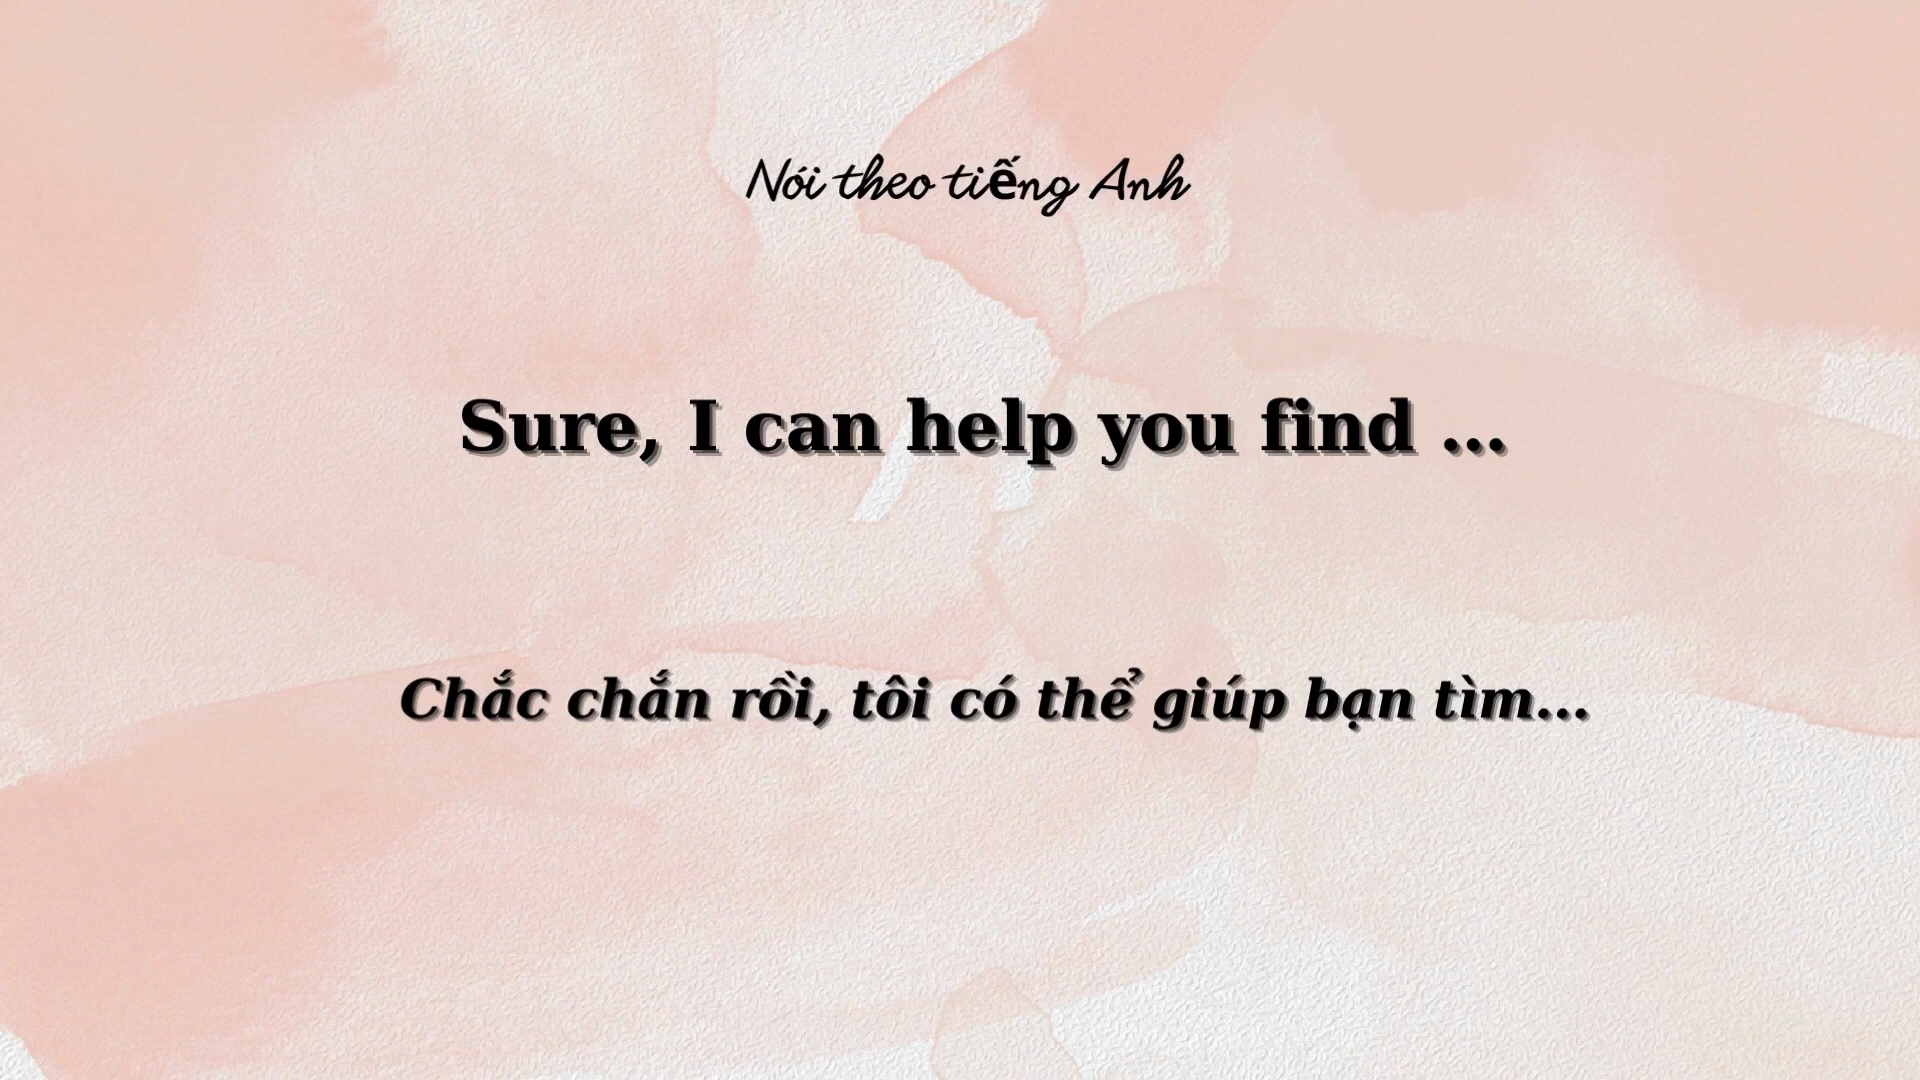 Nói theo tiếng Anh
Sure, I can help you find ...
Chắc chắn rồi, tôi có thể giúp bạn tìm...